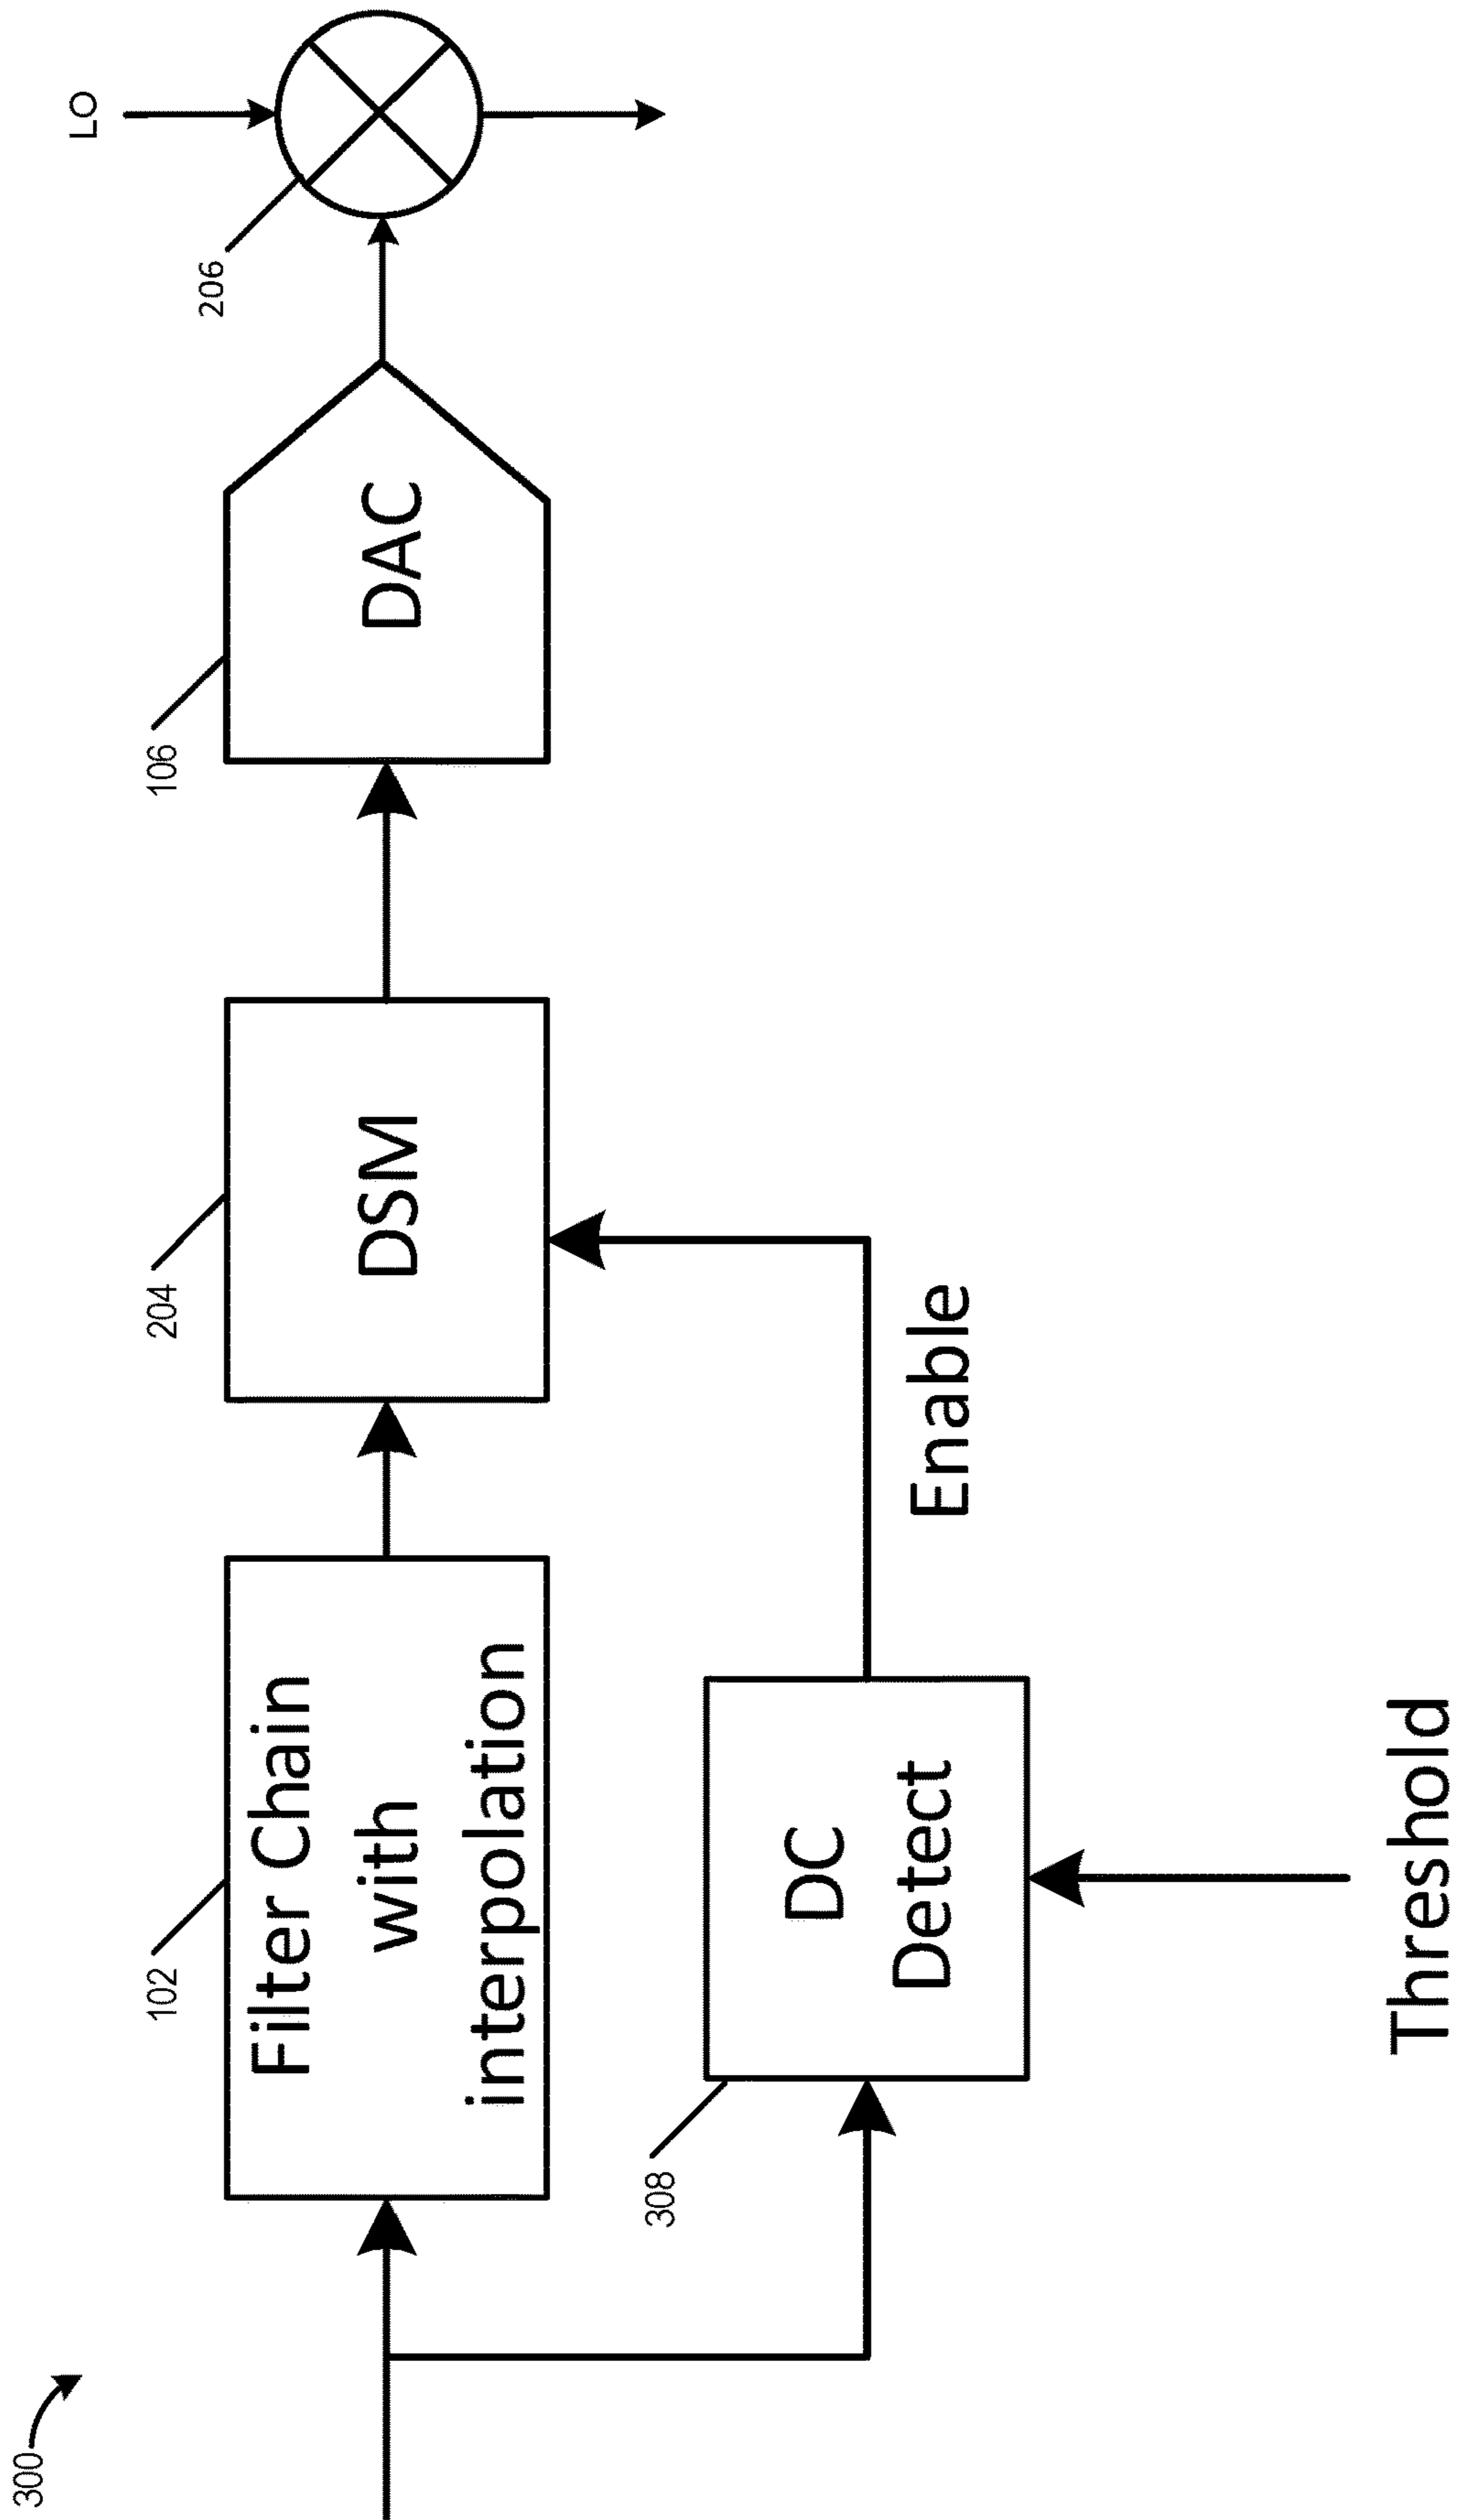 300
102
Filter Chain
with
interpolation
204
DSM
106
DAC
206
LO
308
DC
Detect
Enable
Threshold